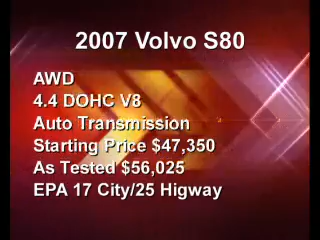 2007 Volvo S80
AWD
4.4 DOHC V8
Auto Transmission
Starting Price $47,350
As Tested $56,025
EPA 17 City/25 Higway